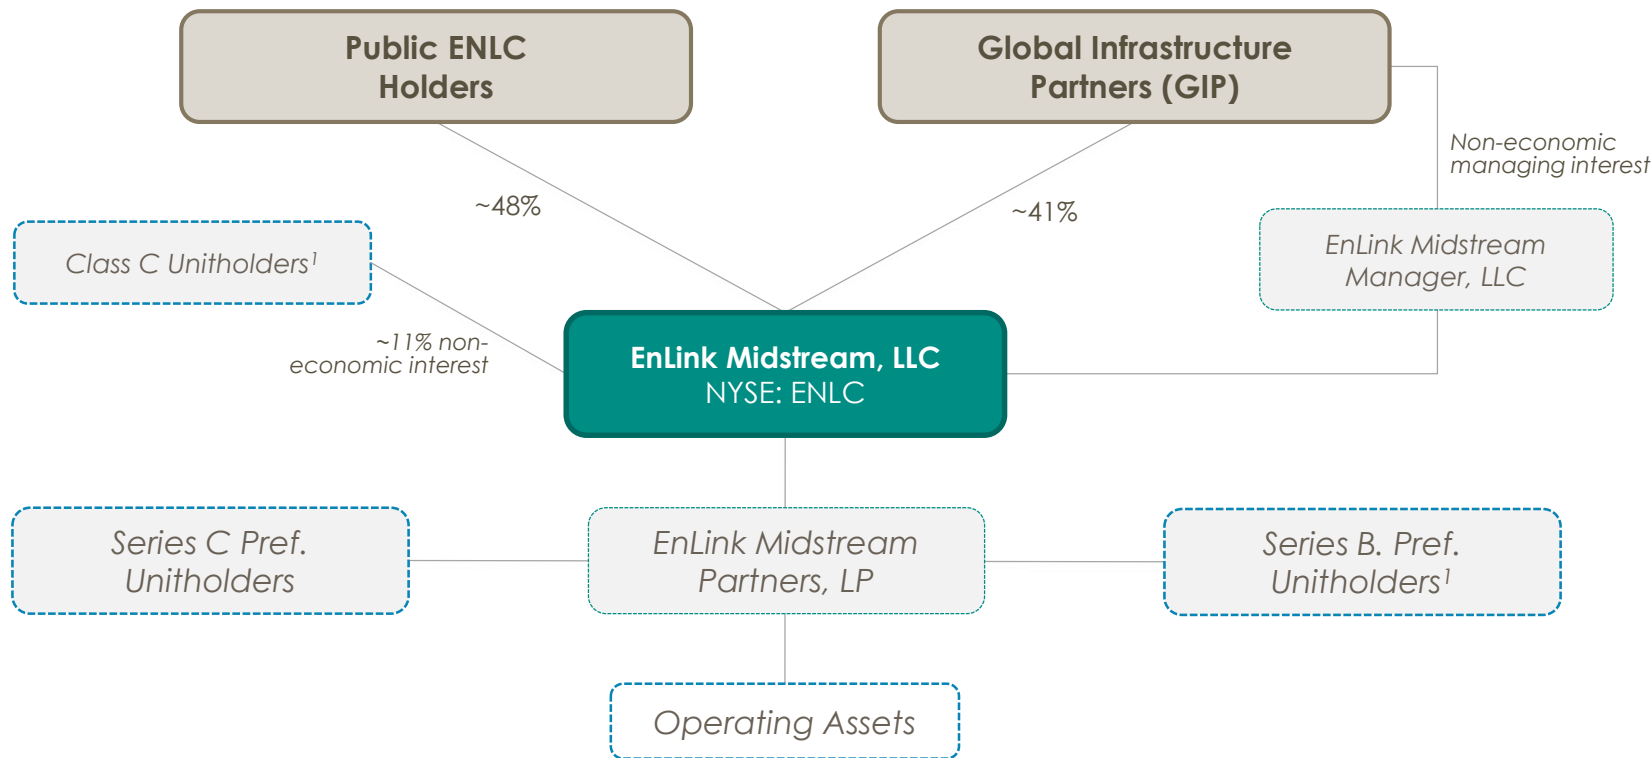 Public ENLC
Holders
Global Infrastructure
Partners (GIP)
Non-economic
managing interest
~48%
~41%
Class C Unitholders¹
EnLink Midstream
Manager, LLC
~11% non-
economic interest
EnLink Midstream, LLC
NYSE: ENLC
Series C Pref.
Unitholders
EnLink Midstream
Partners, LP
Series B. Pref.
Unitholders¹
Operating Assets